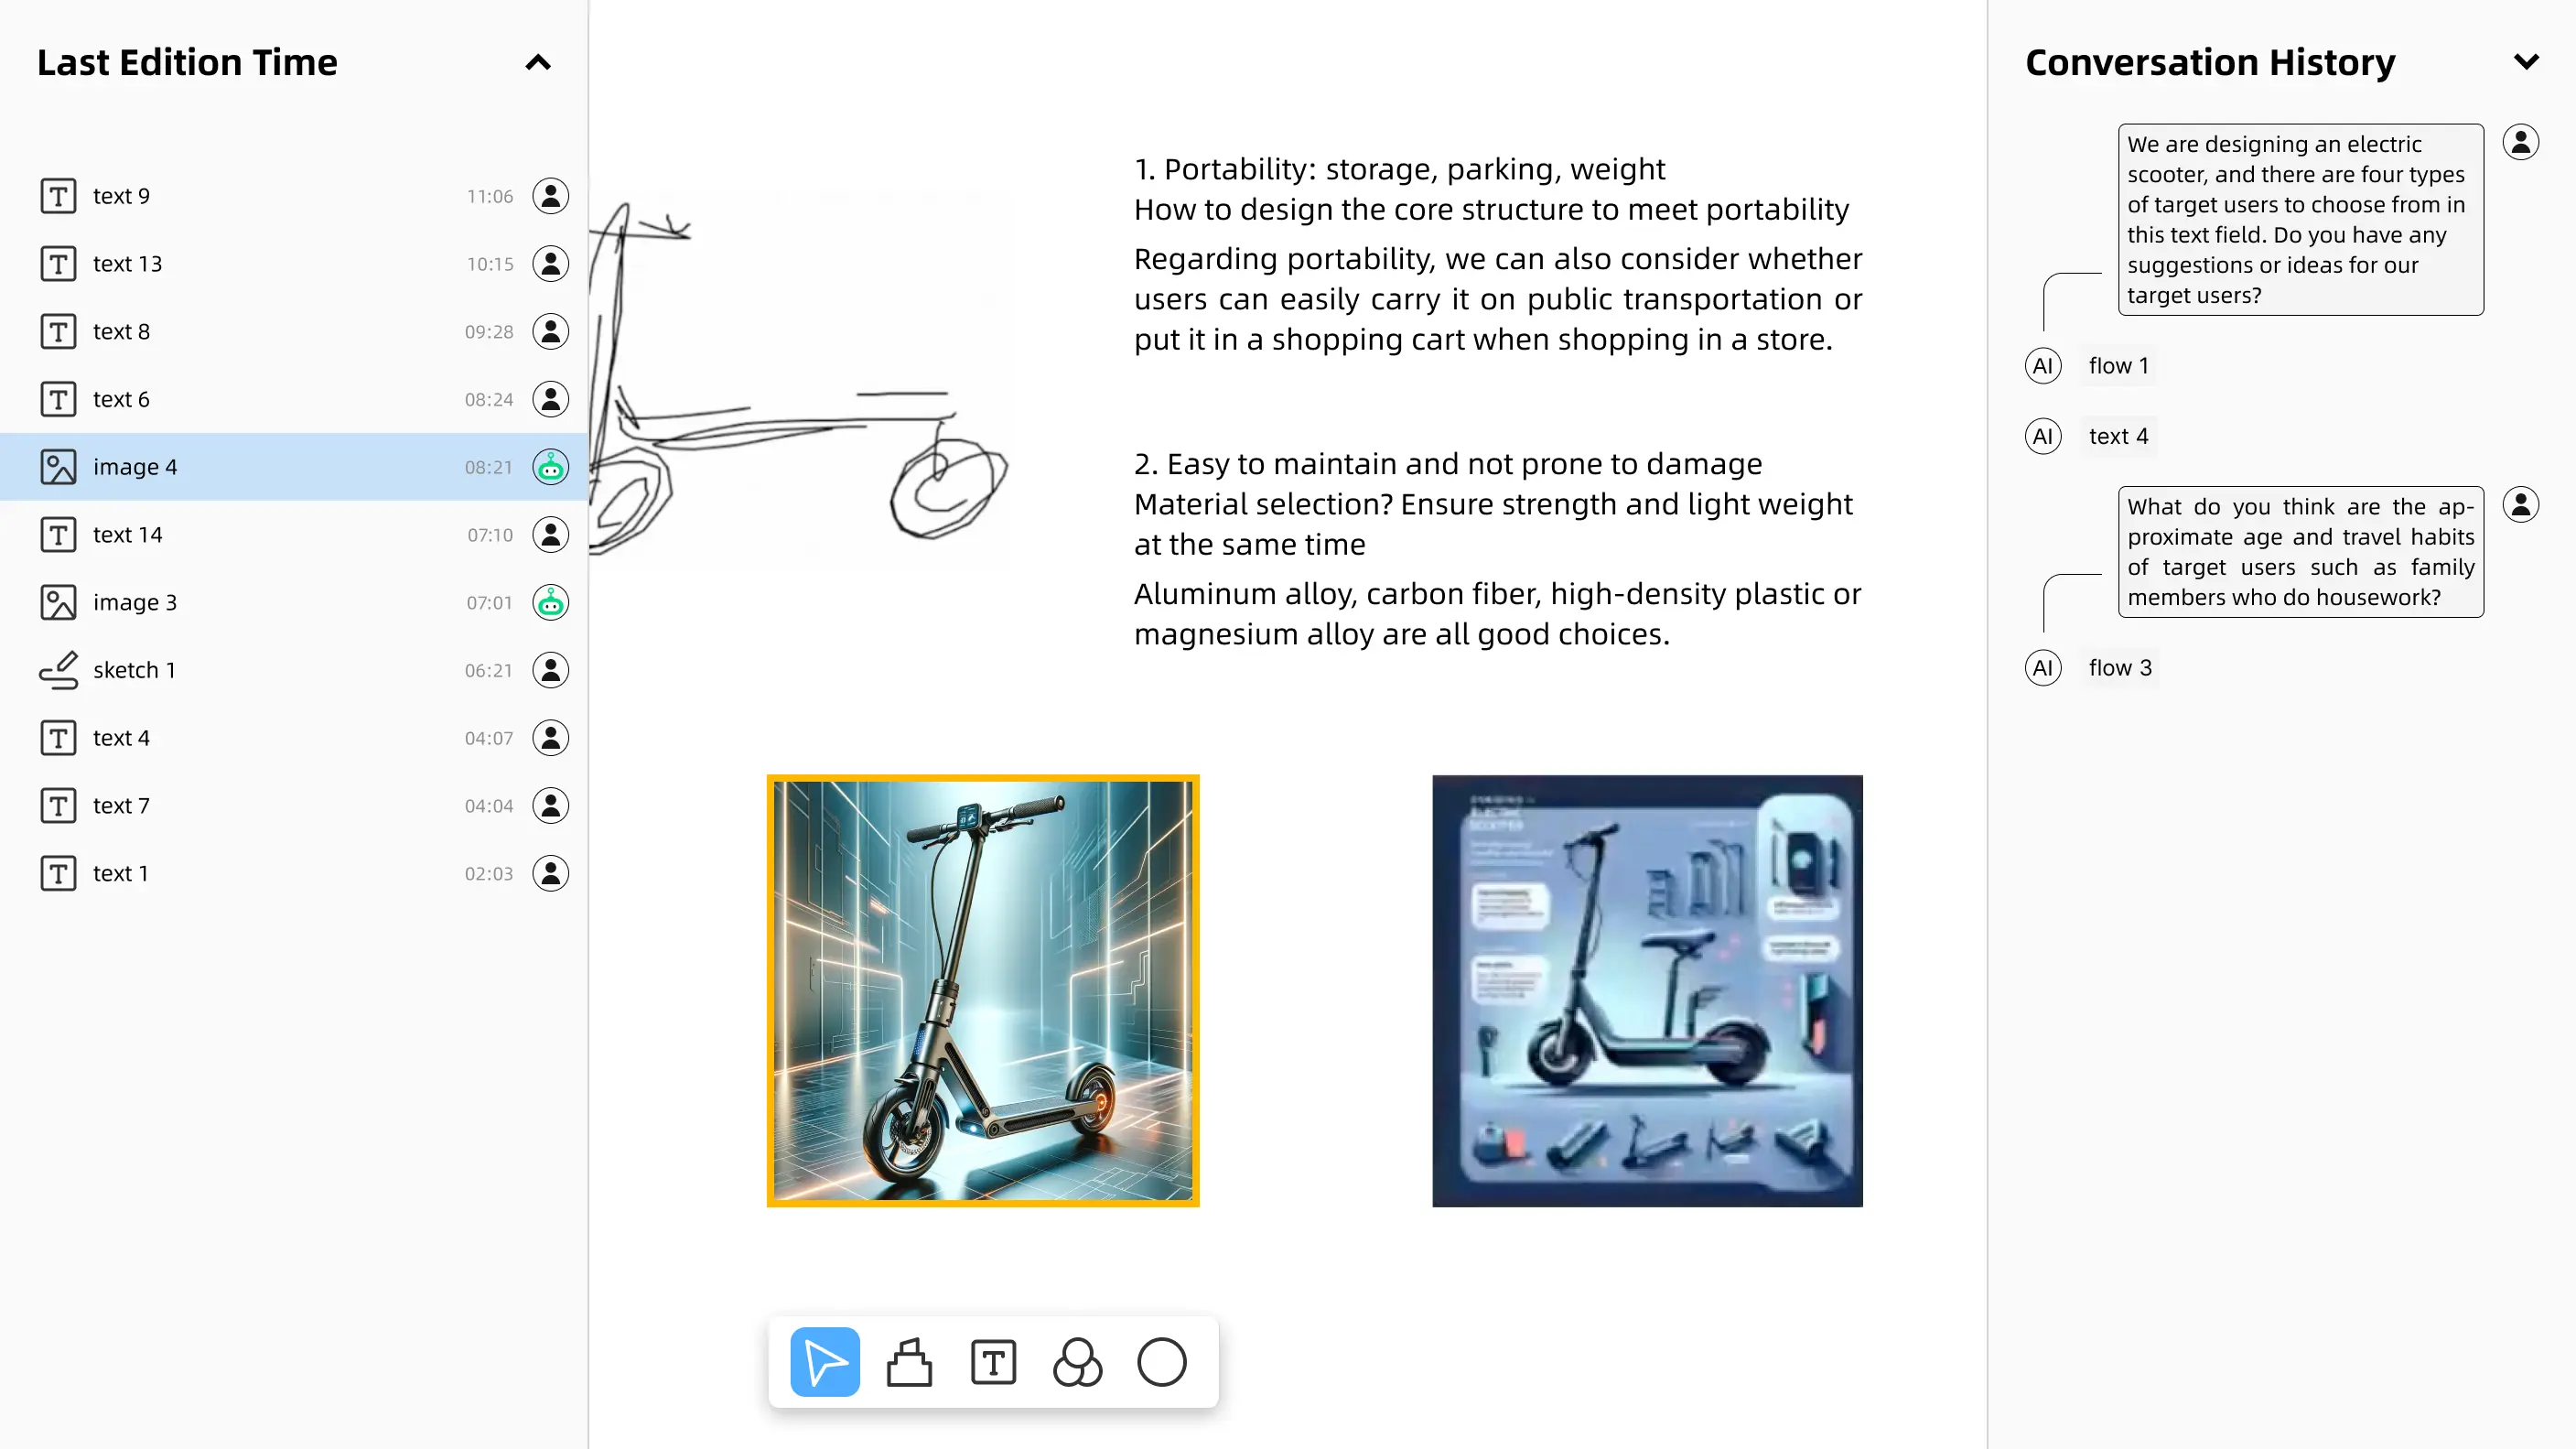 Last Edition Time
text 9 11:06
text 13 10:15
text 8 09:28
text 6 08:24
image 4 08:21
text 14 07:10
image 3 07:01
sketch 1 06:21
text 4 04:07
text 7 04:04
text 1 02:03
1. Portability: storage, parking, weight
How to design the core structure to meet portability
Regarding portability, we can also consider whether
users can easily carry it on public transportation or
put it in a shopping cart when shopping in a store.
2. Easy to maintain and not prone to damage
Material selection? Ensure strength and light weight
at the same time
Aluminum alloy, carbon fiber, high-density plastic or
magnesium alloy are all good choices.
T
Conversation History
We are designing an electric
scooter, and there are four types
of target users to choose from in
this text field. Do you have any
suggestions or ideas for our
target users?
AI flow 1
AI text 4
What do you think are the ap-
proximate age and travel habits
of target users such as family
members who do housework?
AI flow 3